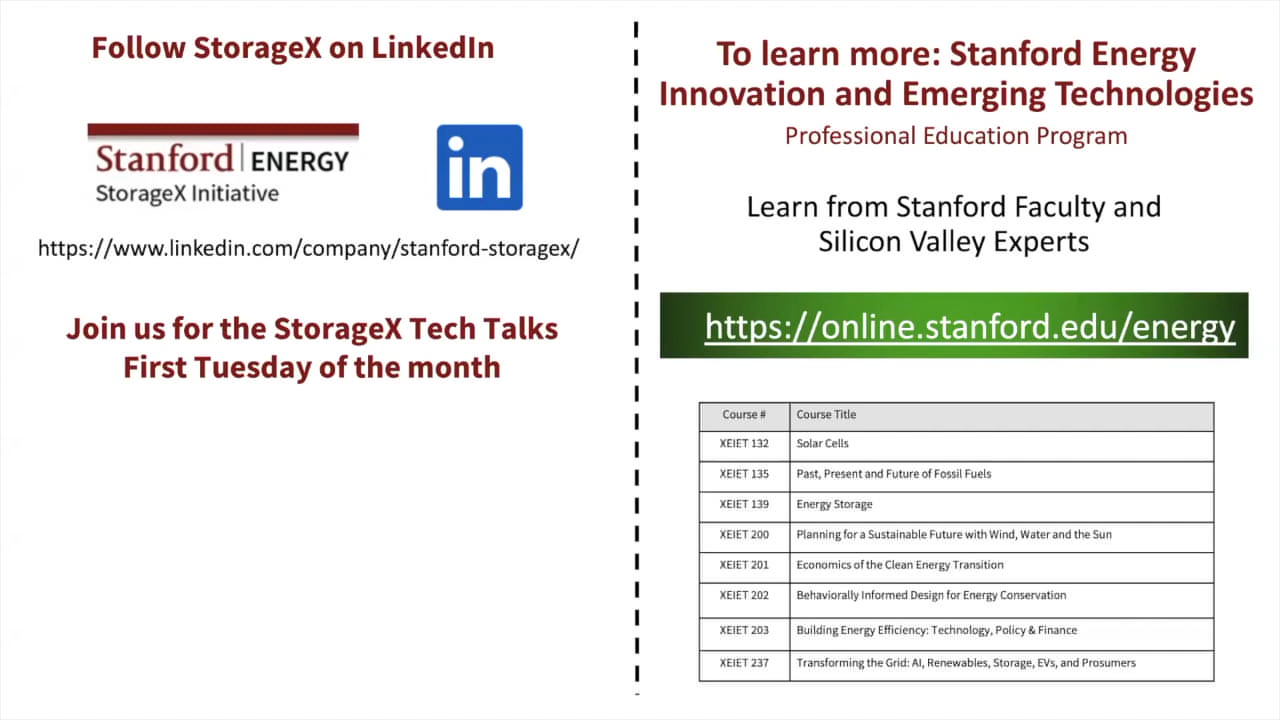 Follow StorageX on LinkedIn
Stanford | ENERGY
StorageX Initiative
in
https://www.linkedin.com/company/stanford-storagex/
Join us for the StorageX Tech Talks
First Tuesday of the month
To learn more: Stanford Energy
Innovation and Emerging Technologies
Professional Education Program
Learn from Stanford Faculty and
Silicon Valley Experts
https://online.stanford.edu/energy
Course # Course Title
XEIET 132 Solar Cells
XEIET 135 Past, Present and Future of Fossil Fuels
XEIET 139 Energy Storage
XEIET 200 Planning for a Sustainable Future with Wind, Water and the Sun
XEIET 201 Economics of the Clean Energy Transition
XEIET 202 Behaviorally Informed Design for Energy Conservation
XEIET 203 Building Energy Efficiency: Technology, Policy & Finance
XEIET 237 Transforming the Grid: AI, Renewables, Storage, EVs, and Prosumers